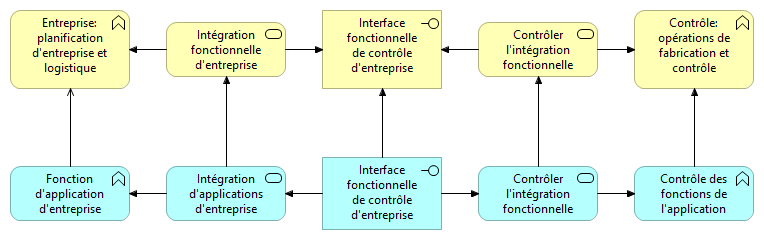 Entreprise:
planification
d'entreprise et
logistique
Intégration
fonctionnelle
d'entreprise
Interface
fonctionnelle
de contrôle
d'entreprise
Contrôler
l'intégration
fonctionnelle
Contrôle:
opérations de
fabrication et
contrôle
Fonction
d'application
d'entreprise
Intégration
d'applications
d'entreprise
Interface
fonctionnelle
de contrôle
d'entreprise
Contrôler
l'intégration
fonctionnelle
Contrôle des
fonctions de
l'application